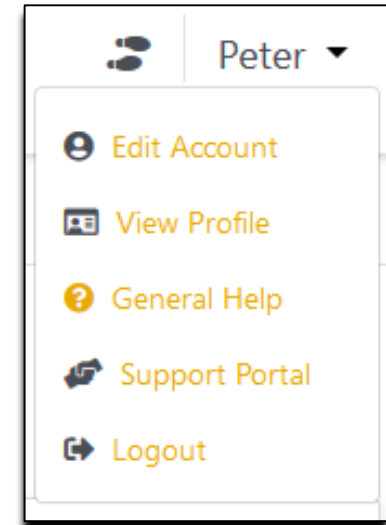 Peter
Edit Account
View Profile
General Help
Support Portal
Logout